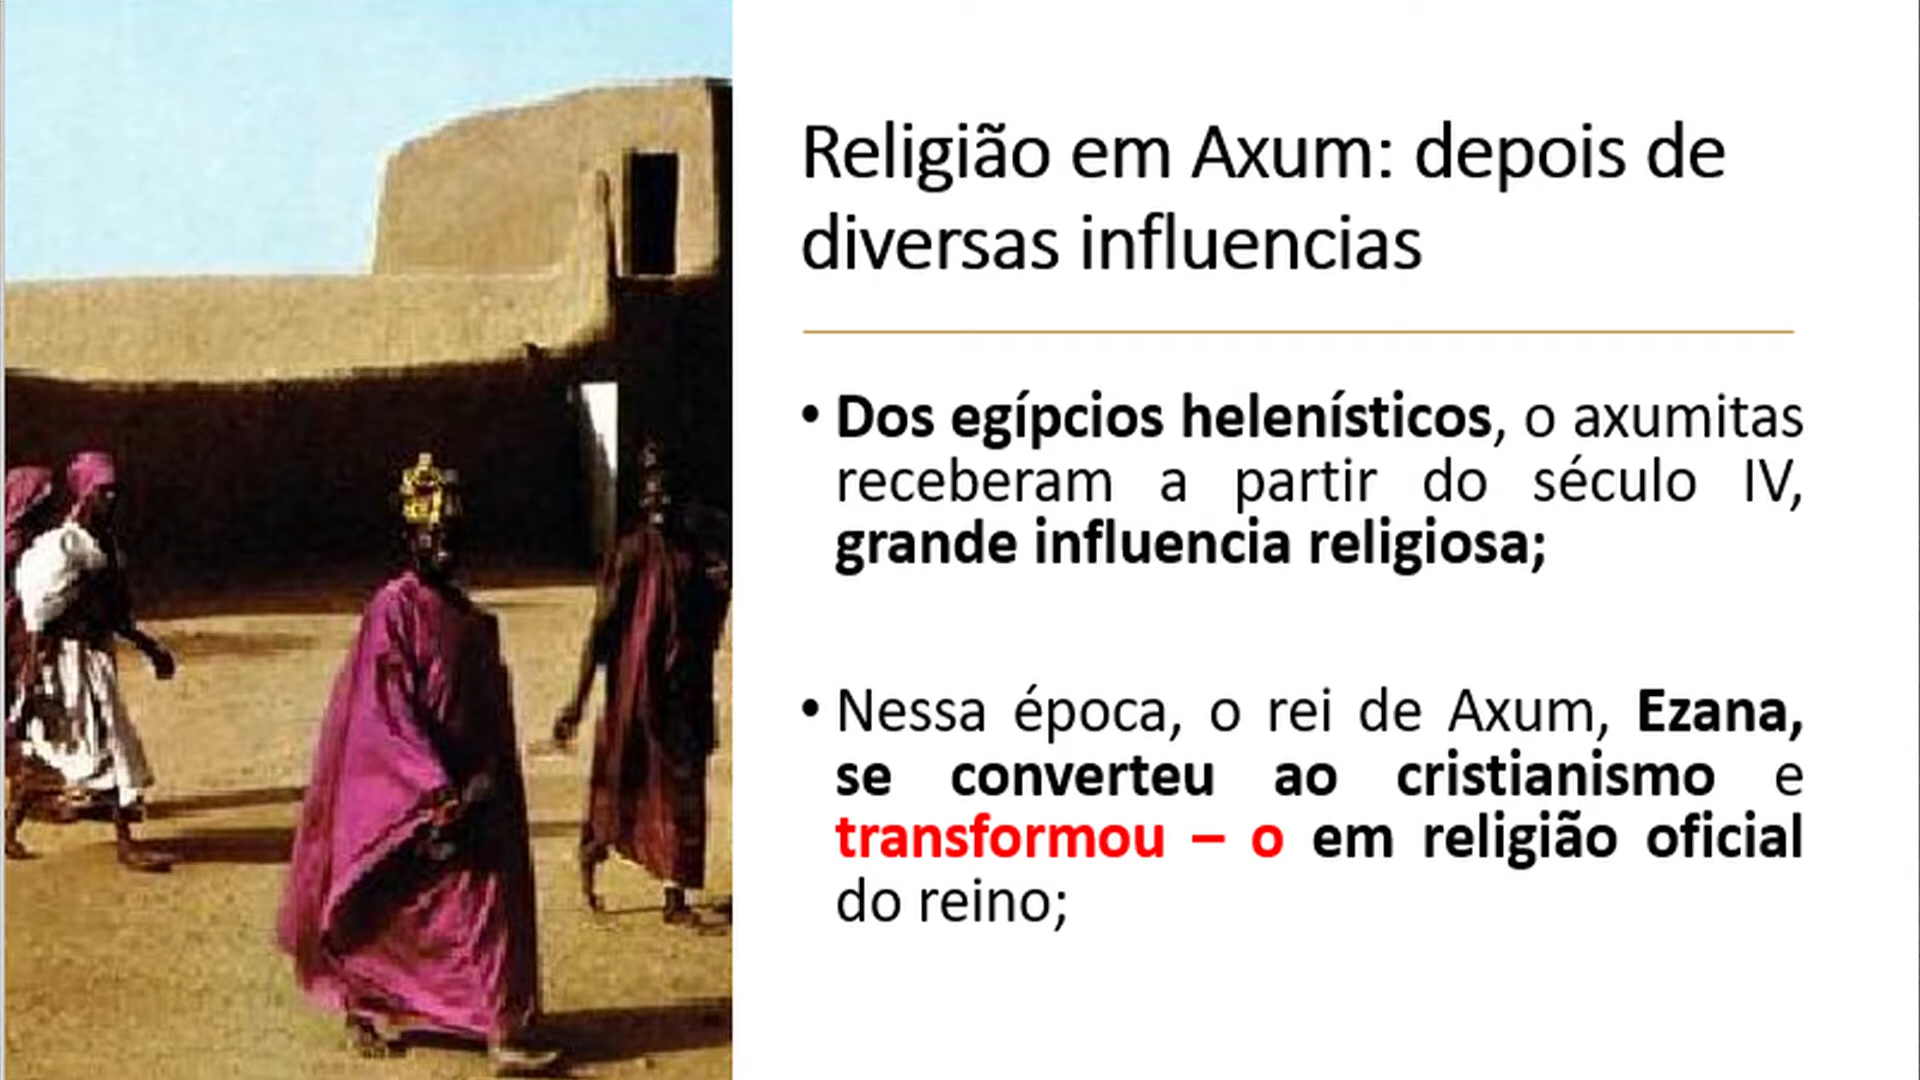 Religião em Axum: depois de
diversas influencias
• Dos egípcios helenísticos, o axumitas
receberam a partir do século IV,
grande influencia religiosa;
• Nessa época, o rei de Axum, Ezana,
se converteu ao cristianismo e
transformou – o em religião oficial
do reino;